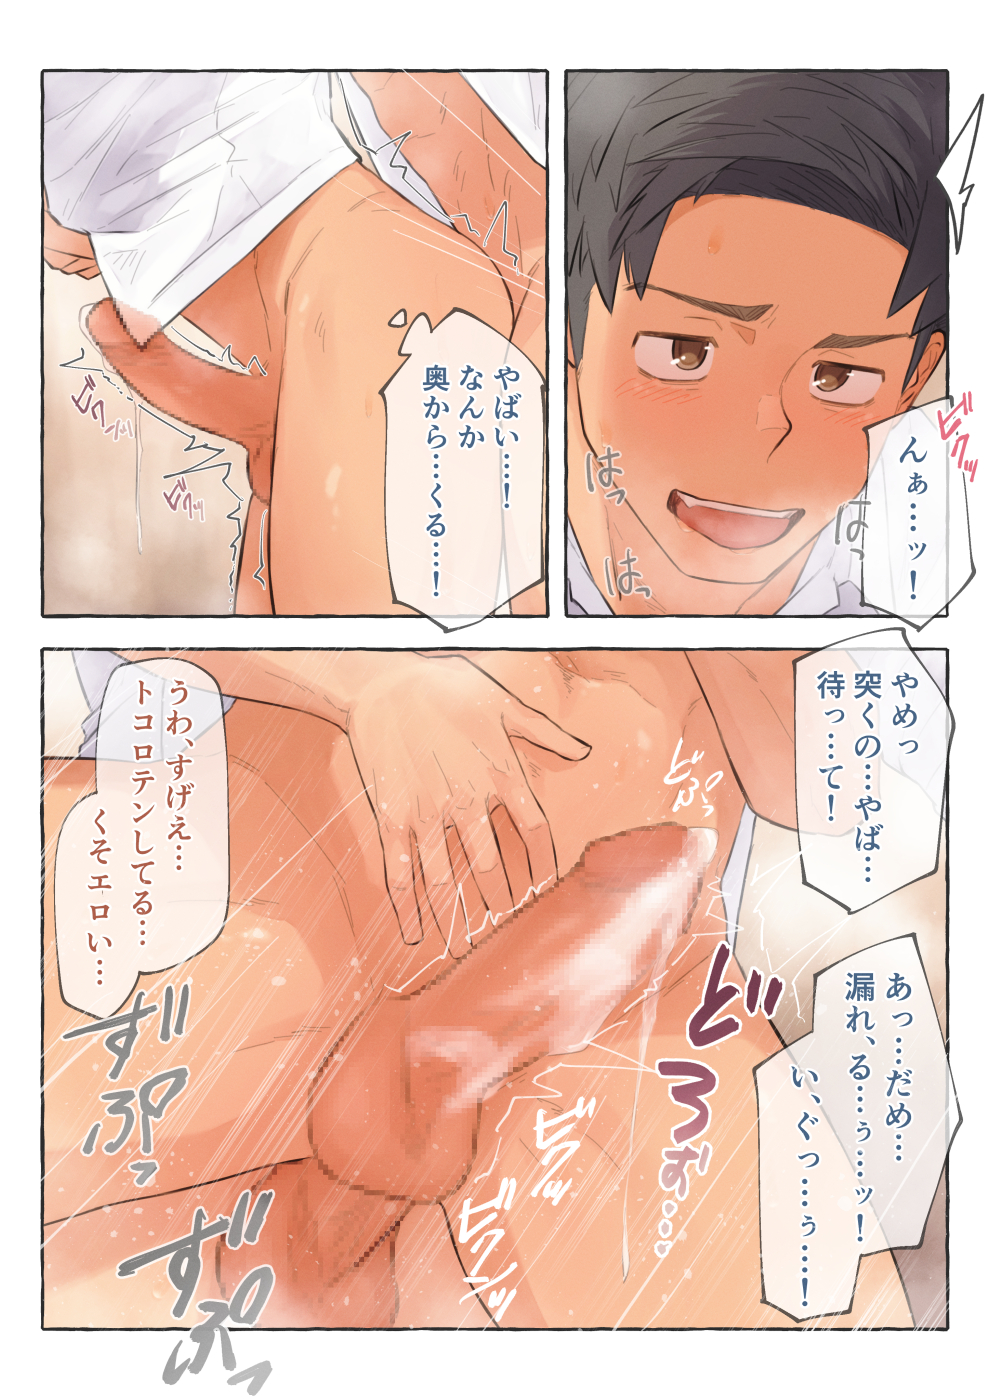 んぁ…ッ！
ビクッ
はっ
はっ
はっ
やばい…！
なんか
奥から…くる…！
ビクッ
ビクッ
やめっ
突くの…やば…
待っ…て！
うわ、すげえ…
トコロテンしてる…
くそエロい…
どぷっ
あっ…だめ…
漏れ、る…ぅ…ッ！
い、ぐっ…ぅ…！
どろぉ…
ビクッ
ビクンッ
ずぷっ
ずぷっ